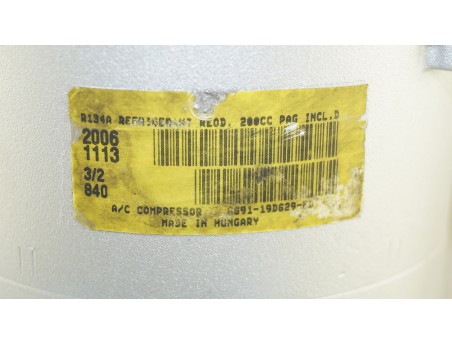 R134A REFRIGERANT REQD. 200CC PAG INCL.D
2006
1113
3/2
840
A/C COMPRESSOR
MADE IN HUNGARY